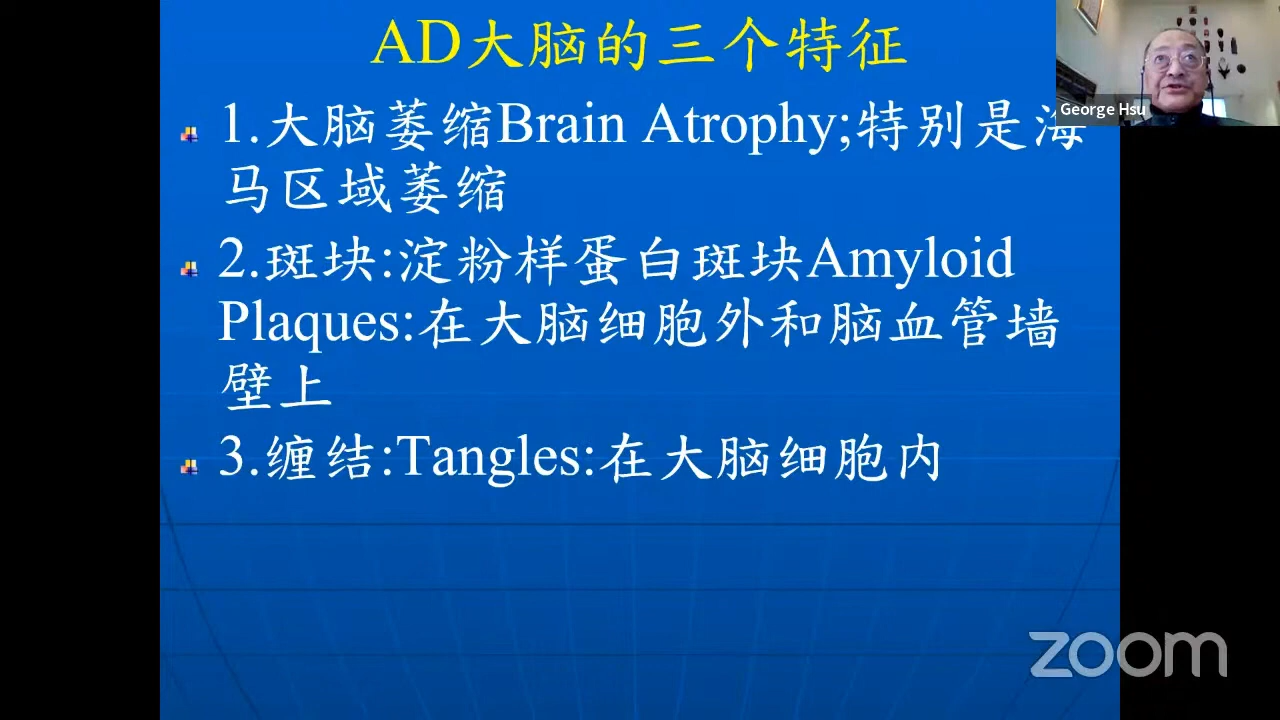 AD大脑的三个特征
1.大脑萎缩Brain Atrophy;特别是海
马区域萎缩
2.斑块:淀粉样蛋白斑块Amyloid
Plaques:在大脑细胞外和脑血管墙
壁上
3.缠结:Tangles:在大脑细胞内
George Hsu
zoom